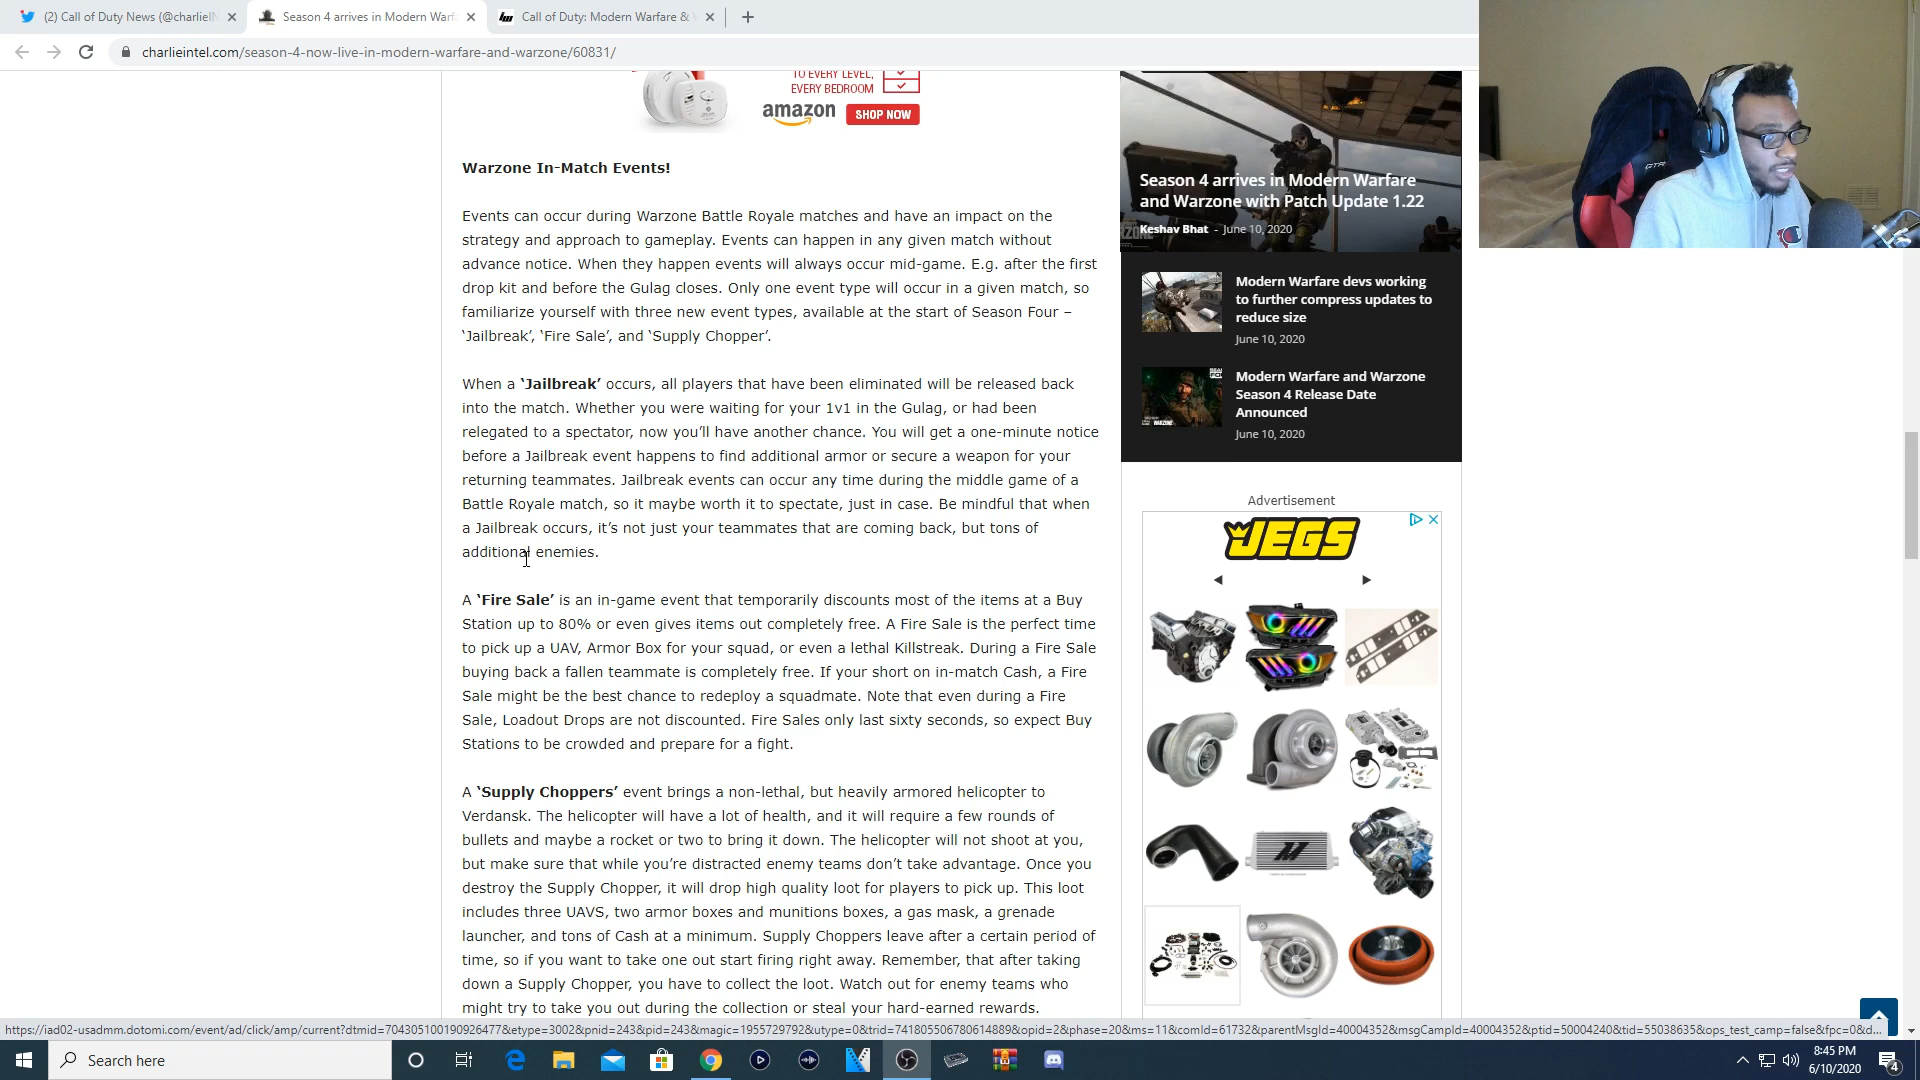 (2) Call of Duty News (@charlieIN
Season 4 arrives in Modern Warfa
Call of Duty: Modern Warfare &
charlieintel.com/season-4-now-live-in-modern-warfare-and-warzone/60831/
TO EVERY LEVEL,
EVERY BEDROOM
amazon
SHOP NOW
Warzone In-Match Events!
Events can occur during Warzone Battle Royale matches and have an impact on the
strategy and approach to gameplay. Events can happen in any given match without
advance notice. When they happen events will always occur mid-game. E.g. after the first
drop kit and before the Gulag closes. Only one event type will occur in a given match, so
familiarize yourself with three new event types, available at the start of Season Four –
‘Jailbreak’, ‘Fire Sale’, and ‘Supply Chopper’.
When a ‘Jailbreak’ occurs, all players that have been eliminated will be released back
into the match. Whether you were waiting for your 1v1 in the Gulag, or had been
relegated to a spectator, now you’ll have another chance. You will get a one-minute notice
before a Jailbreak event happens to find additional armor or secure a weapon for your
returning teammates. Jailbreak events can occur any time during the middle game of a
Battle Royale match, so it maybe worth it to spectate, just in case. Be mindful that when
a Jailbreak occurs, it’s not just your teammates that are coming back, but tons of
additional enemies.
A ‘Fire Sale’ is an in-game event that temporarily discounts most of the items at a Buy
Station up to 80% or even gives items out completely free. A Fire Sale is the perfect time
to pick up a UAV, Armor Box for your squad, or even a lethal Killstreak. During a Fire Sale
buying back a fallen teammate is completely free. If your short on in-match Cash, a Fire
Sale might be the best chance to redeploy a squadmate. Note that even during a Fire
Sale, Loadout Drops are not discounted. Fire Sales only last sixty seconds, so expect Buy
Stations to be crowded and prepare for a fight.
A ‘Supply Choppers’ event brings a non-lethal, but heavily armored helicopter to
Verdansk. The helicopter will have a lot of health, and it will require a few rounds of
bullets and maybe a rocket or two to bring it down. The helicopter will not shoot at you,
but make sure that while you’re distracted enemy teams don’t take advantage. Once you
destroy the Supply Chopper, it will drop high quality loot for players to pick up. This loot
includes three UAVS, two armor boxes and munitions boxes, a gas mask, a grenade
launcher, and tons of Cash at a minimum. Supply Choppers leave after a certain period of
time, so if you want to take one out start firing right away. Remember, that after taking
down a Supply Chopper, you have to collect the loot. Watch out for enemy teams who
might try to take you out during the collection or steal your hard-earned rewards.
Season 4 arrives in Modern Warfare
and Warzone with Patch Update 1.22
Keshav Bhat - June 10, 2020
Modern Warfare devs working
to further compress updates to
reduce size
June 10, 2020
Modern Warfare and Warzone
Season 4 Release Date
Announced
June 10, 2020
Advertisement
JEGS
https://iad02-usadmm.dotomi.com/event/ad/click/amp/current?dtmid=704305100190926477&etype=3002&pnid=243&pid=243&magic=1955729792&utype=0&trid=741805506780614889&opid=2&phase=20&ms=11&comId=61732&parentMsgId=40004352&msgCampId=40004352&ptid=50004240&tid=55038635&ops_test_camp=false&fpc=0&d...
Search here
8:45 PM
6/10/2020
4